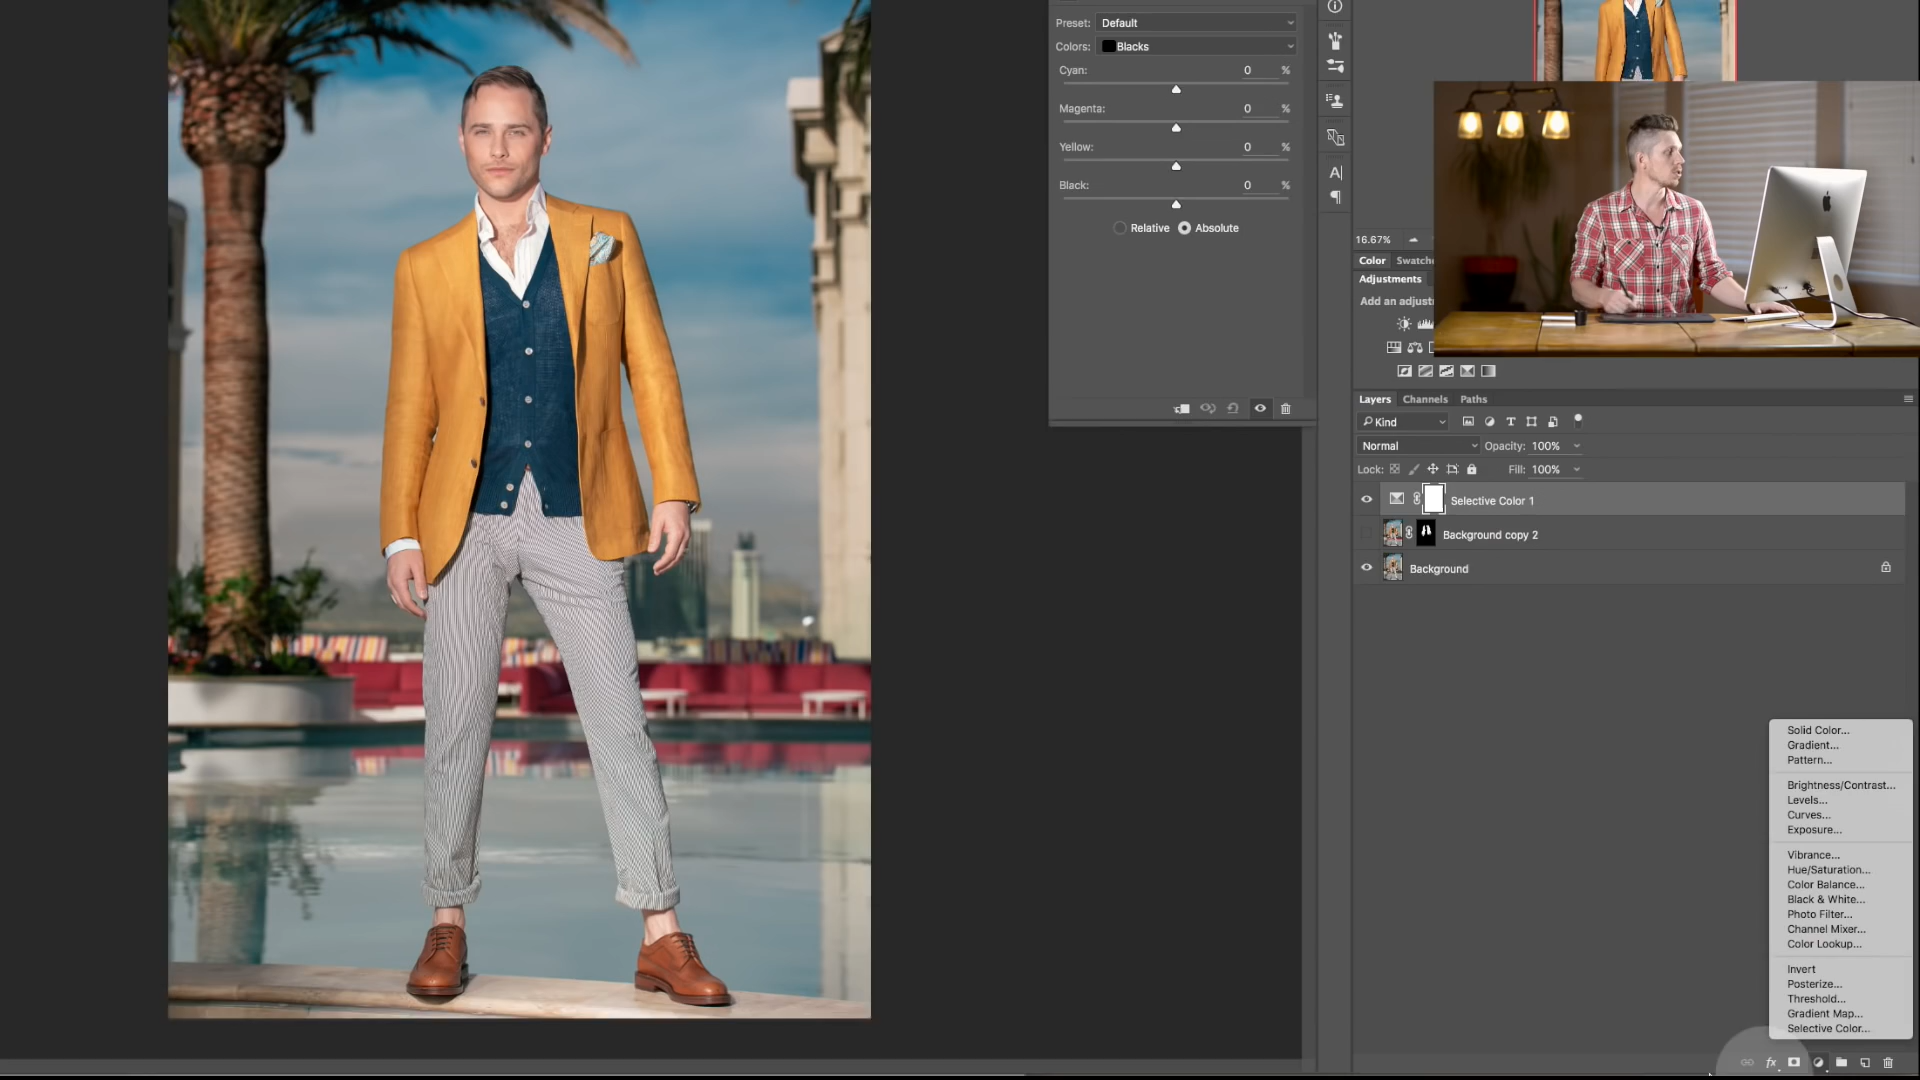 Preset: Default
Colors: Blacks
Cyan: 0 %
Magenta: 0 %
Yellow: 0 %
Black: 0 %
Relative Absolute
A|
16.67%
Color
Adjustments
Layers Channels Paths
Kind
T
Normal Opacity: 100%
Lock: Fill: 100%
Selective Color 1
Background copy 2
Background
Solid Color...
Gradient...
Pattern...
Brightness/Contrast...
Levels...
Curves...
Exposure...
Vibrance...
Hue/Saturation...
Color Balance...
Black & White...
Photo Filter...
Channel Mixer...
Color Lookup...
Invert
Posterize...
Threshold...
Gradient Map...
Selective Color...
fx